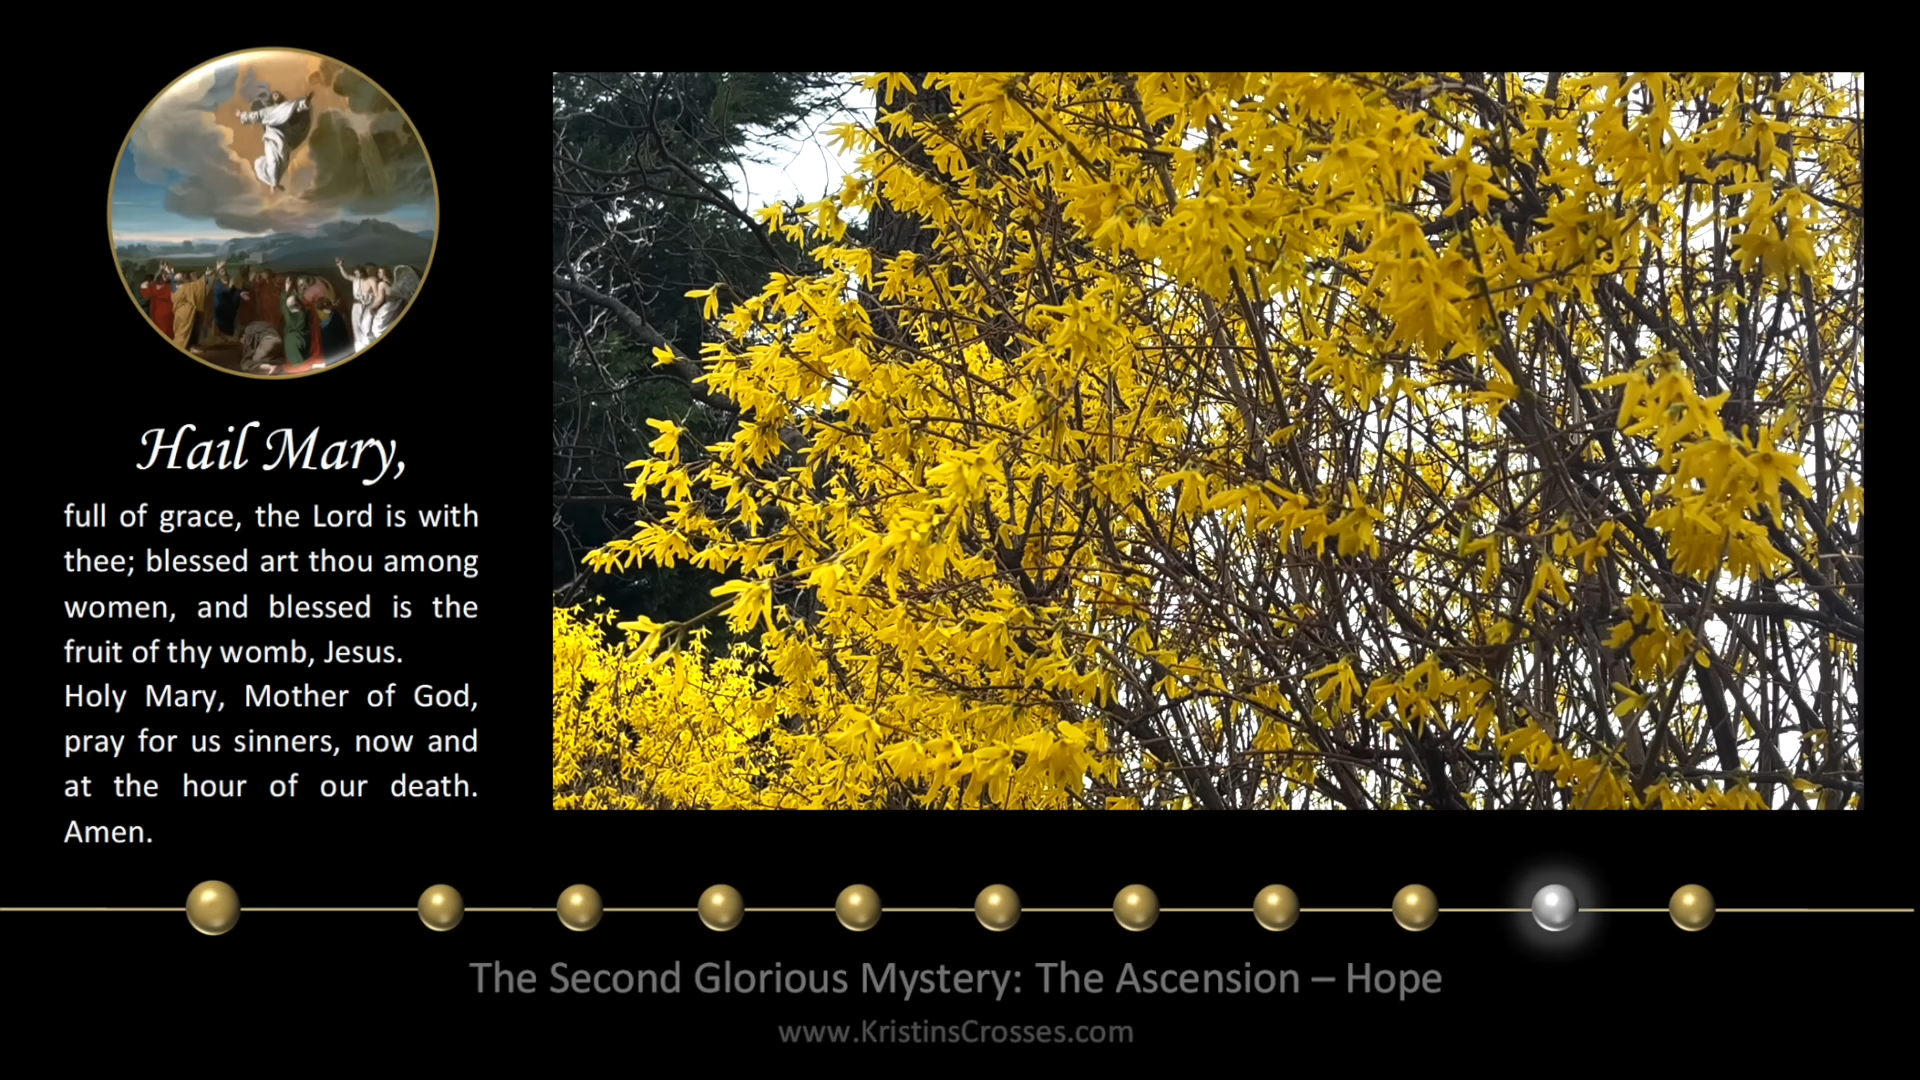 Hail Mary,
full of grace, the Lord is with
thee; blessed art thou among
women, and blessed is the
fruit of thy womb, Jesus.
Holy Mary, Mother of God,
pray for us sinners, now and
at the hour of our death.
Amen.
The Second Glorious Mystery: The Ascension – Hope
www.KristinsCrosses.com